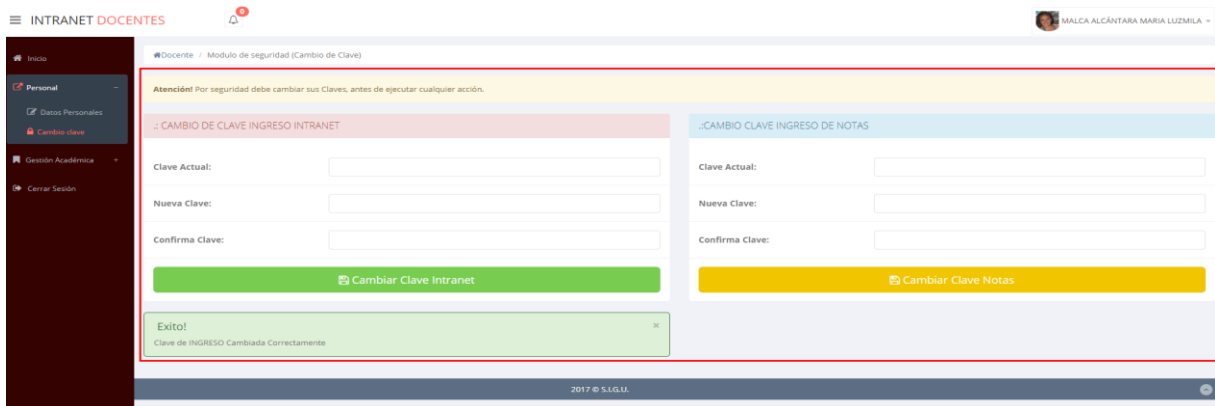 INTRANET DOCENTES
0
MALCA ALCÁNTARA MARIA LUZMILA
Inicio
Personal
Datos Personales
Cambio clave
Gestión Académica
Cerrar Sesión
Docente / Modulo de seguridad (Cambio de Clave)
Atención! Por seguridad debe cambiar sus Claves, antes de ejecutar cualquier acción.
.: CAMBIO DE CLAVE INGRESO INTRANET
Clave Actual:
Nueva Clave:
Confirma Clave:
Cambiar Clave Intranet
Exito!
Clave de INGRESO Cambiada Correctamente
.:CAMBIO CLAVE INGRESO DE NOTAS
Clave Actual:
Nueva Clave:
Confirma Clave:
Cambiar Clave Notas
2017 © S.I.G.U.